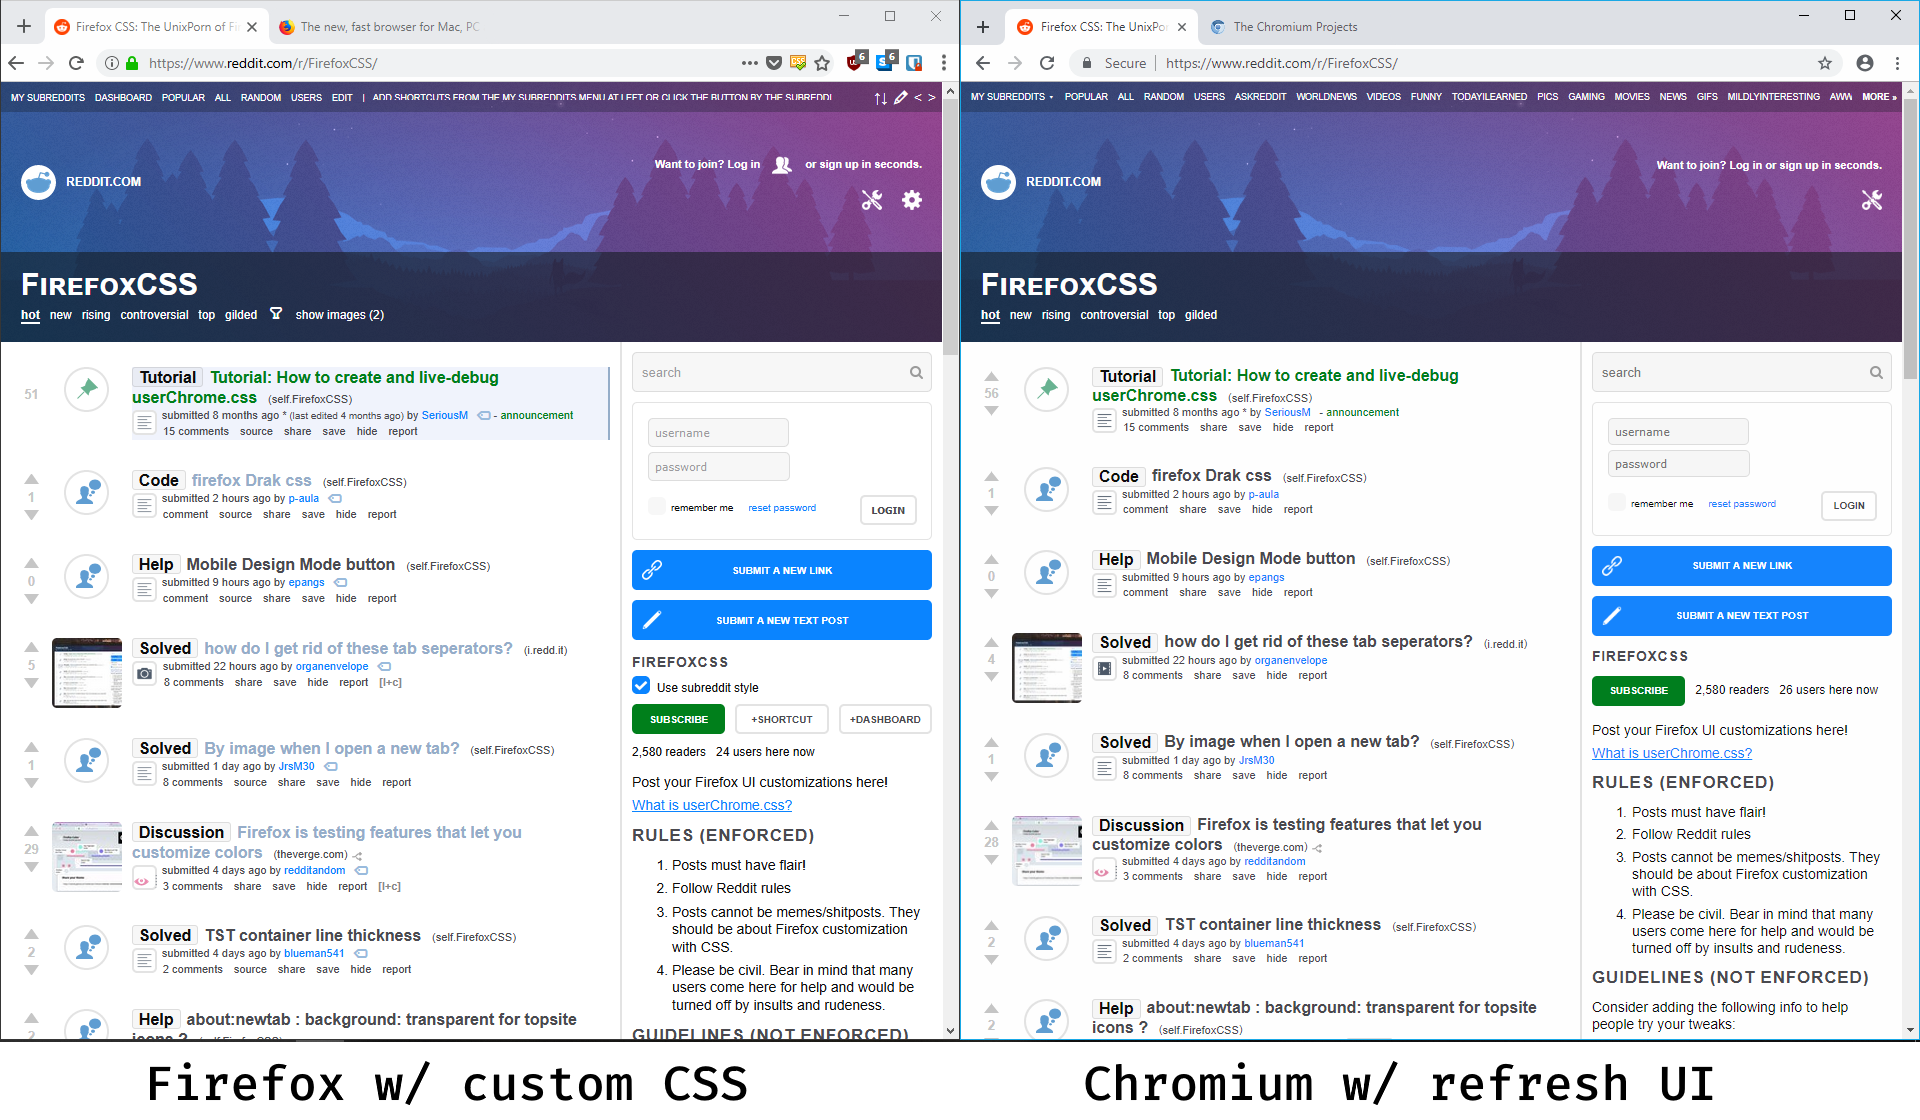 Firefox CSS: The UnixPorn of Fi
The new, fast browser for Mac, PC
https://www.reddit.com/r/FirefoxCSS/
6
6
MY SUBREDDITS DASHBOARD POPULAR ALL RANDOM USERS EDIT | ADD SHORTCUTS FROM THE MY SUBREDDITS MENU AT LEFT OR CLICK THE BUTTON BY THE SUBREDDI < >
Want to join? Log in or sign up in seconds.
REDDIT.COM
FirefoxCSS
hot new rising controversial top gilded show images (2)
51
Tutorial Tutorial: How to create and live-debug
userChrome.css (self.FirefoxCSS)
submitted 8 months ago * (last edited 4 months ago) by SeriousM - announcement
15 comments source share save hide report
1
Code firefox Drak css (self.FirefoxCSS)
submitted 2 hours ago by p-aula
comment source share save hide report
0
Help Mobile Design Mode button (self.FirefoxCSS)
submitted 9 hours ago by epangs
comment source share save hide report
5
Solved how do I get rid of these tab seperators? (i.redd.it)
submitted 22 hours ago by organenvelope
8 comments share save hide report [l+c]
1
Solved By image when I open a new tab? (self.FirefoxCSS)
submitted 1 day ago by JrsM30
8 comments source share save hide report
29
Discussion Firefox is testing features that let you
customize colors (theverge.com)
submitted 4 days ago by redditandom
3 comments share save hide report [l+c]
2
Solved TST container line thickness (self.FirefoxCSS)
submitted 4 days ago by blueman541
2 comments source share save hide report
2
Help about:newtab : background: transparent for topsite
icons ? (self.FirefoxCSS)
search
username
password
remember me reset password LOGIN
SUBMIT A NEW LINK
SUBMIT A NEW TEXT POST
FIREFOXCSS
Use subreddit style
SUBSCRIBE +SHORTCUT +DASHBOARD
2,580 readers 24 users here now
Post your Firefox UI customizations here!
What is userChrome.css?
RULES (ENFORCED)
1. Posts must have flair!
2. Follow Reddit rules
3. Posts cannot be memes/shitposts. They
should be about Firefox customization
with CSS.
4. Please be civil. Bear in mind that many
users come here for help and would be
turned off by insults and rudeness.
GUIDELINES (NOT ENFORCED)
Firefox w/ custom CSS
Firefox CSS: The UnixPor
The Chromium Projects
Secure https://www.reddit.com/r/FirefoxCSS/
MY SUBREDDITS POPULAR ALL RANDOM USERS ASKREDDIT WORLDNEWS VIDEOS FUNNY TODAYILEARNED PICS GAMING MOVIES NEWS GIFS MILDLYINTERESTING AWW MORE »
Want to join? Log in or sign up in seconds.
REDDIT.COM
FirefoxCSS
hot new rising controversial top gilded
56
Tutorial Tutorial: How to create and live-debug
userChrome.css (self.FirefoxCSS)
submitted 8 months ago * by SeriousM - announcement
15 comments share save hide report
1
Code firefox Drak css (self.FirefoxCSS)
submitted 2 hours ago by p-aula
comment share save hide report
0
Help Mobile Design Mode button (self.FirefoxCSS)
submitted 9 hours ago by epangs
comment share save hide report
4
Solved how do I get rid of these tab seperators? (i.redd.it)
submitted 22 hours ago by organenvelope
8 comments share save hide report
1
Solved By image when I open a new tab? (self.FirefoxCSS)
submitted 1 day ago by JrsM30
8 comments share save hide report
28
Discussion Firefox is testing features that let you
customize colors (theverge.com)
submitted 4 days ago by redditandom
3 comments share save hide report
2
Solved TST container line thickness (self.FirefoxCSS)
submitted 4 days ago by blueman541
2 comments share save hide report
2
Help about:newtab : background: transparent for topsite
icons ? (self.FirefoxCSS)
search
username
password
remember me reset password LOGIN
SUBMIT A NEW LINK
SUBMIT A NEW TEXT POST
FIREFOXCSS
SUBSCRIBE 2,580 readers 26 users here now
Post your Firefox UI customizations here!
What is userChrome.css?
RULES (ENFORCED)
1. Posts must have flair!
2. Follow Reddit rules
3. Posts cannot be memes/shitposts. They
should be about Firefox customization
with CSS.
4. Please be civil. Bear in mind that many
users come here for help and would be
turned off by insults and rudeness.
GUIDELINES (NOT ENFORCED)
Consider adding the following info to help
people try your tweaks:
Chromium w/ refresh UI